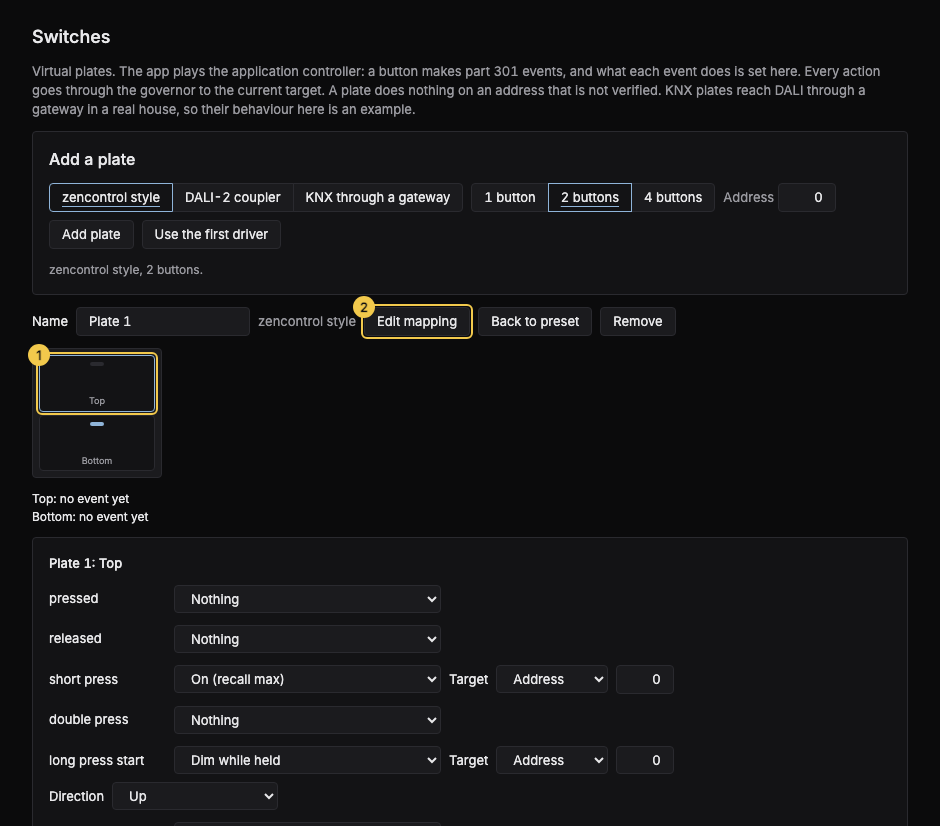 Switches
Virtual plates. The app plays the application controller: a button makes part 301 events, and what each event does is set here. Every action
goes through the governor to the current target. A plate does nothing on an address that is not verified. KNX plates reach DALI through a
gateway in a real house, so their behaviour here is an example.
Add a plate
zencontrol style DALI-2 coupler KNX through a gateway 1 button 2 buttons 4 buttons Address 0
Add plate Use the first driver
zencontrol style, 2 buttons.
Name Plate 1 zencontrol style 2 Edit mapping Back to preset Remove
1
Top
Bottom
Top: no event yet
Bottom: no event yet
Plate 1: Top
pressed Nothing
released Nothing
short press On (recall max) Target Address 0
double press Nothing
long press start Dim while held Target Address 0
Direction Up